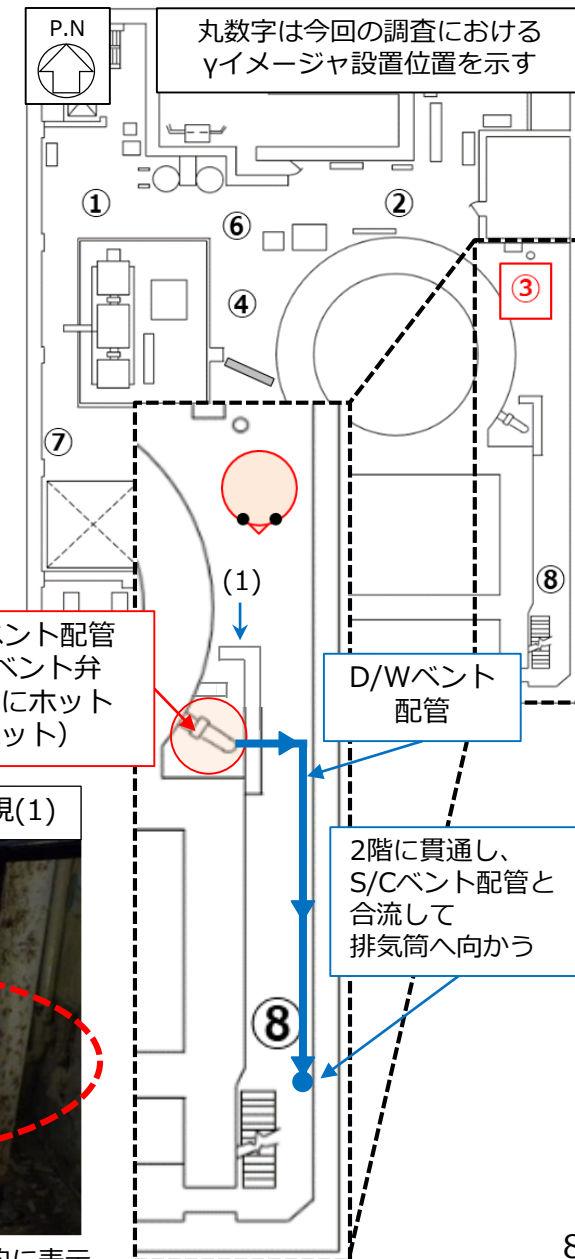 P.N
丸数字は今回の調査における
γイメージャ設置位置を示す
①
②
⑥
③
④
⑦
(1)
⑧
ベント配管
ベント弁
にホット
ット）
D/Wベント
配管
(1)
2階に貫通し、
S/Cベント配管と
合流して
排気筒へ向かう
⑧
に表示
8